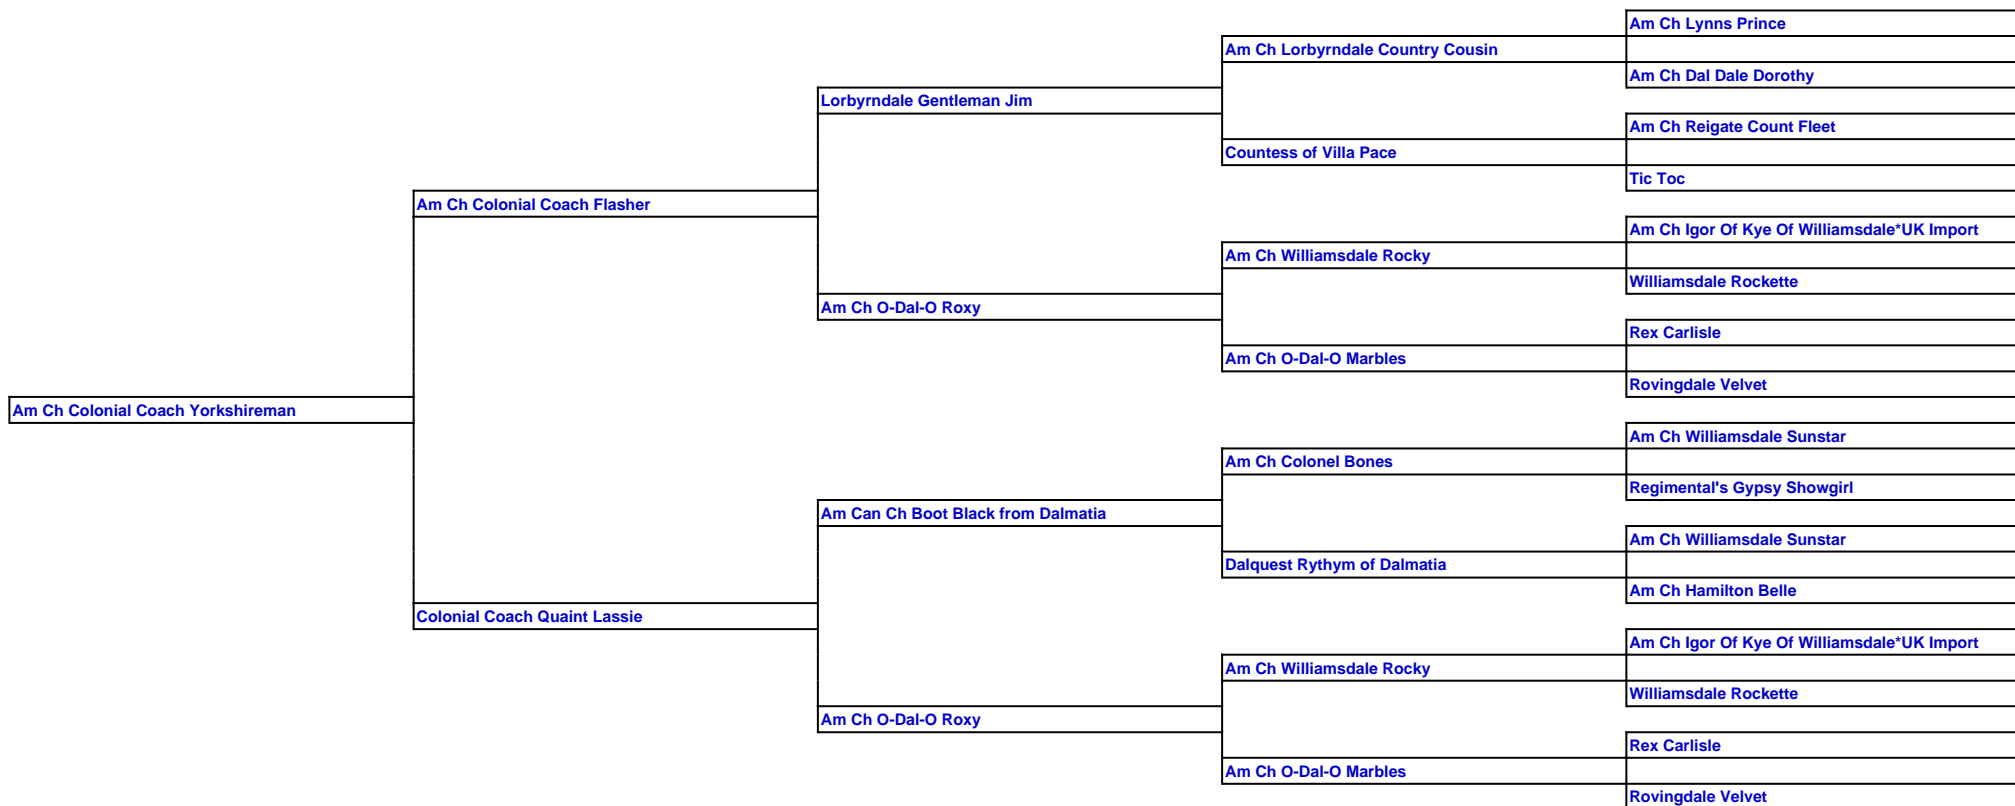 Am Ch Lynns Prince
Am Ch Lorbyrndale Country Cousin
Am Ch Dal Dale Dorothy
Lorbyrndale Gentleman Jim
Am Ch Reigate Count Fleet
Countess of Villa Pace
Tic Toc
Am Ch Colonial Coach Flasher
Am Ch Igor Of Kye Of Williamsdale*UK Import
Am Ch Williamsdale Rocky
Williamsdale Rockette
Am Ch O-Dal-O Roxy
Rex Carlisle
Am Ch O-Dal-O Marbles
Rovingdale Velvet
Am Ch Colonial Coach Yorkshireman
Am Ch Williamsdale Sunstar
Am Ch Colonel Bones
Regimental's Gypsy Showgirl
Am Can Ch Boot Black from Dalmatia
Am Ch Williamsdale Sunstar
Dalquest Rythym of Dalmatia
Am Ch Hamilton Belle
Colonial Coach Quaint Lassie
Am Ch Igor Of Kye Of Williamsdale*UK Import
Am Ch Williamsdale Rocky
Williamsdale Rockette
Am Ch O-Dal-O Roxy
Rex Carlisle
Am Ch O-Dal-O Marbles
Rovingdale Velvet